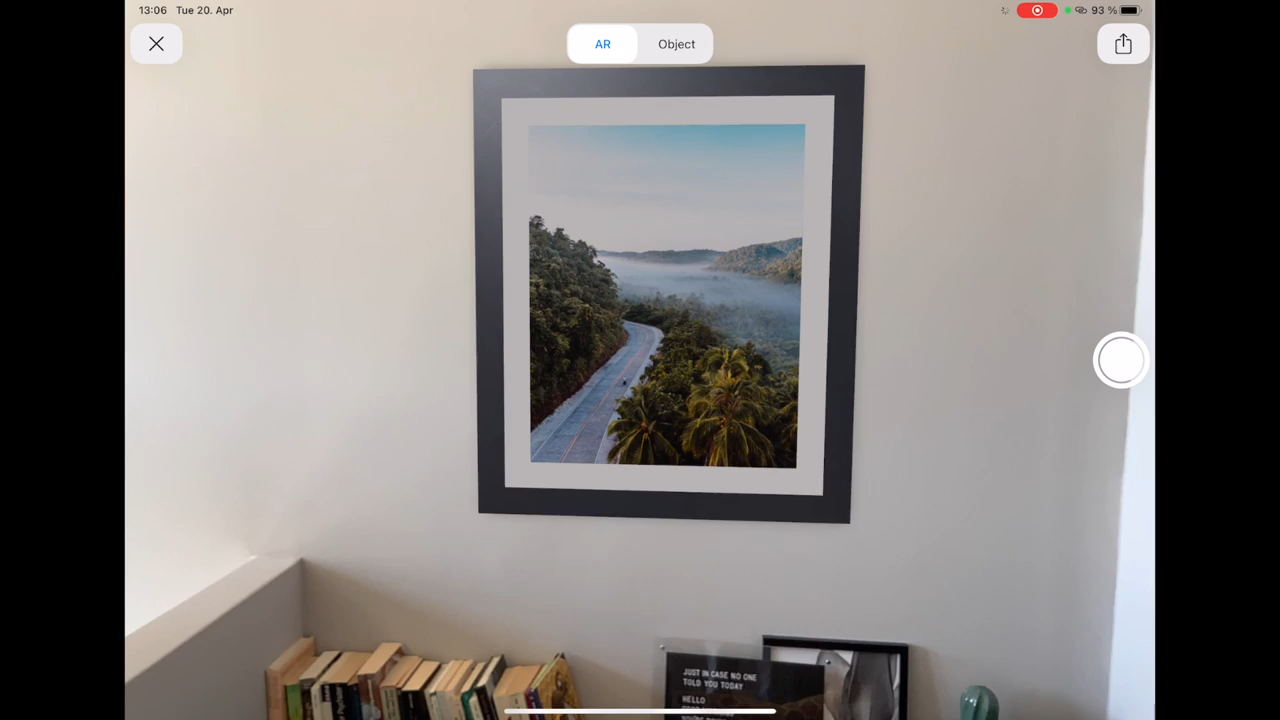 13:06 Tue 20. Apr
93 %
AR
Object
JUST IN CASE NO ONE
TOLD YOU TODAY
HELLO